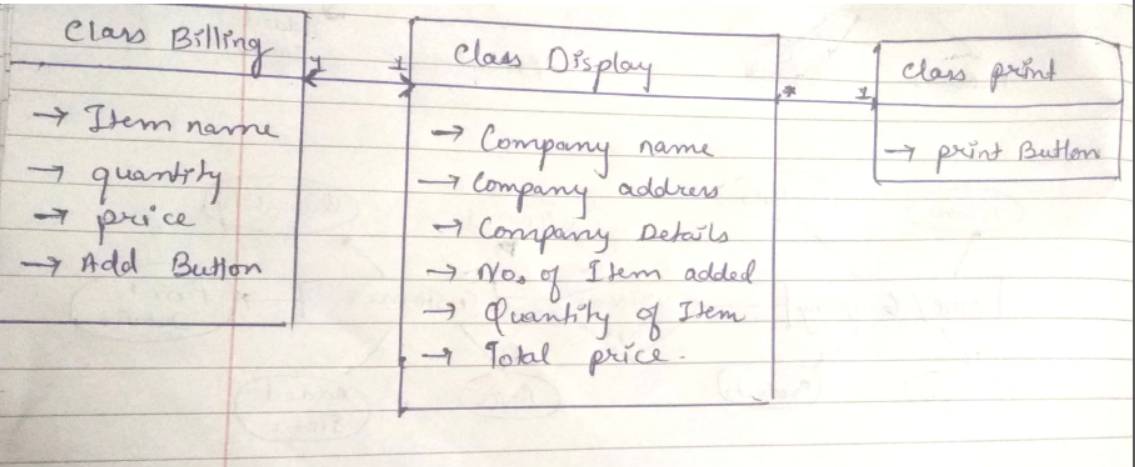 Class Billing
→ Item name
→ quantity
→ price
→ Add Button
1 1
Class Display
→ Company name
→ Company address
→ Company Details
→ No. of Item added
→ Quantity of Item
→ Total price.
* 1
Class print
→ print Button